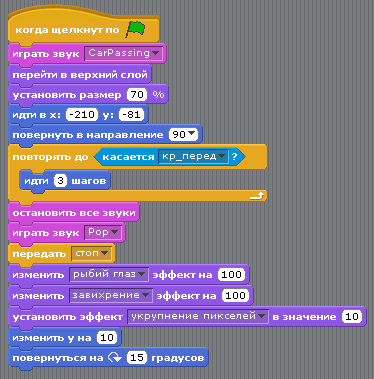 когда щелкнут по
играть звук CarPassing
перейти в верхний слой
установить размер 70 %
идти в x: -210 y: -81
повернуть в направление 90
повторять до касается кр_перед ?
идти 3 шагов
остановить все звуки
играть звук Pop
передать стоп
изменить рыбий глаз эффект на 100
изменить завихрение эффект на 100
установить эффект укрупнение пикселей в значение 10
изменить y на 10
повернуться на 15 градусов